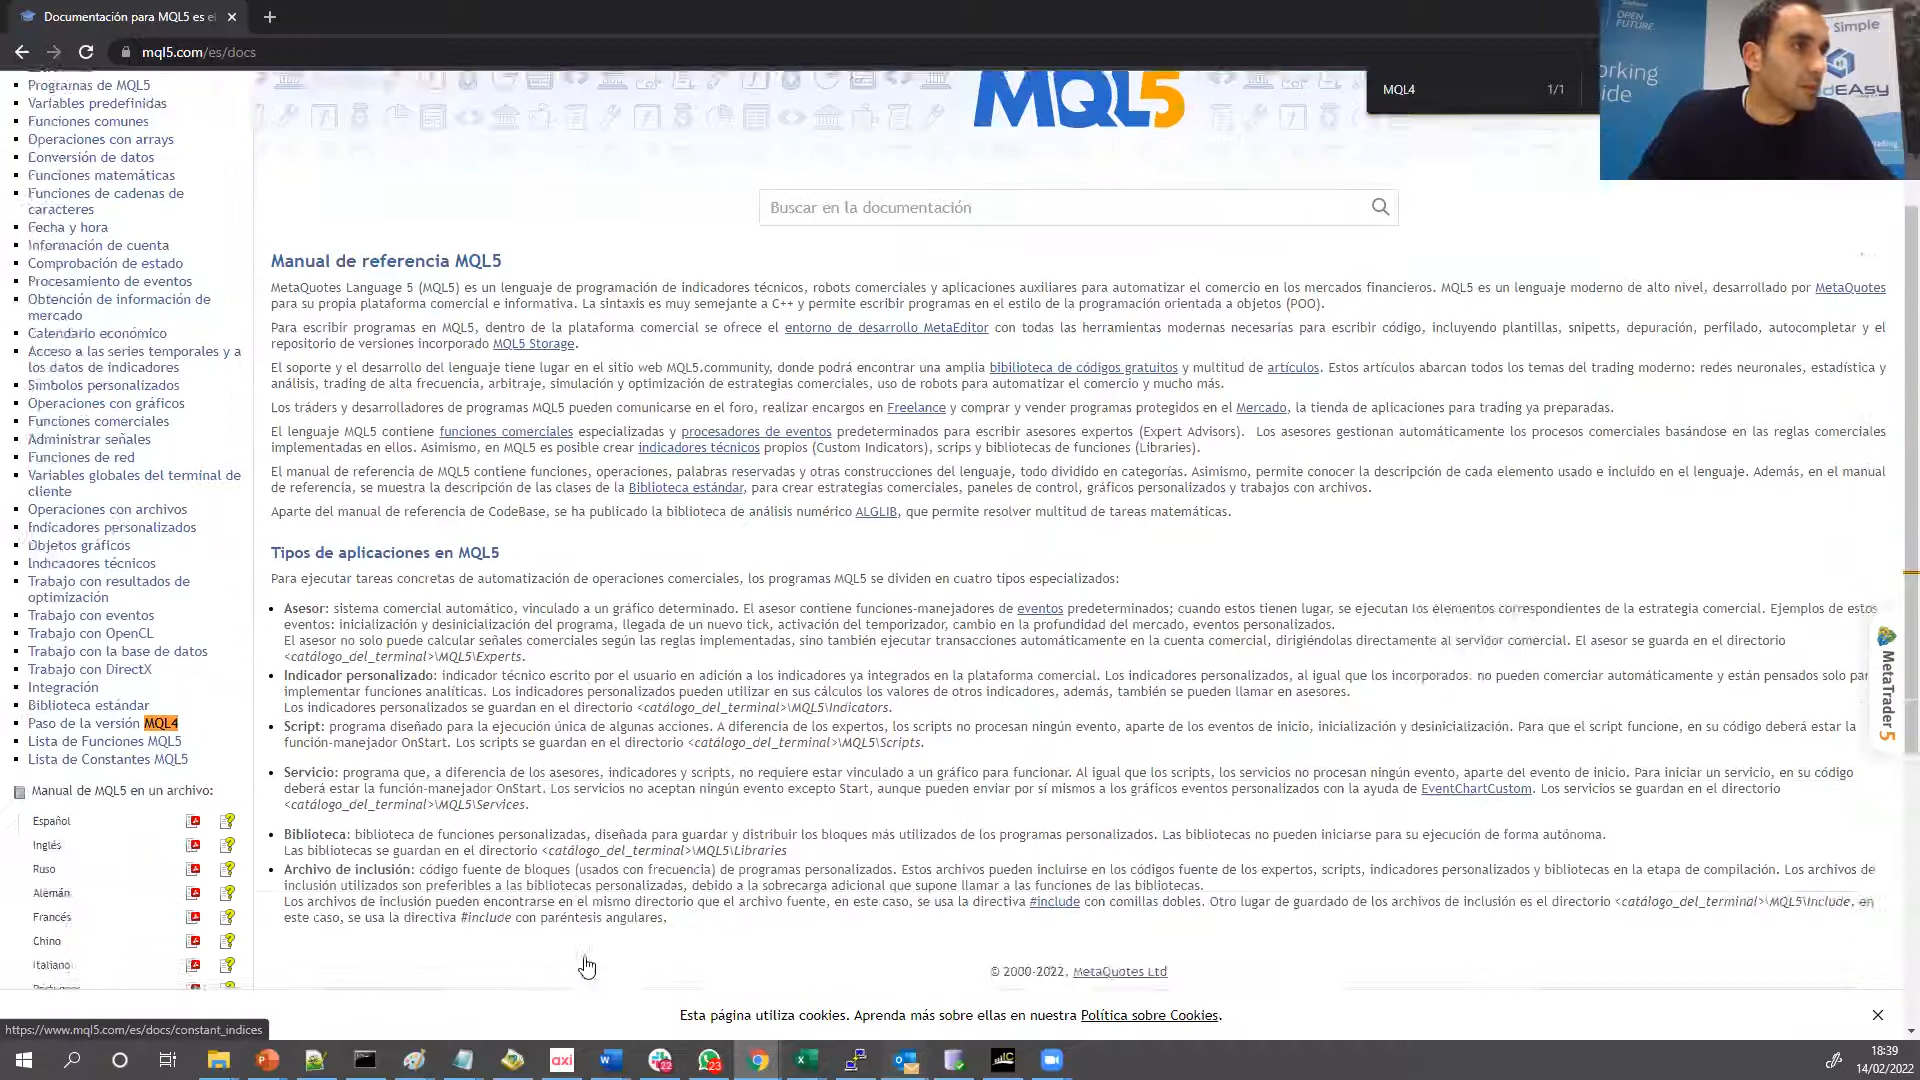 Documentación para MQL5 es el
mql5.com/es/docs
MQL4
1/1
OPEN
FUTURE
Simple
orking
ide
dEAsy
Programas de MQL5
Variables predefinidas
Funciones comunes
Operaciones con arrays
Conversión de datos
Funciones matemáticas
Funciones de cadenas de
caracteres
Fecha y hora
Información de cuenta
Comprobación de estado
Procesamiento de eventos
Obtención de información de
mercado
Calendario económico
Acceso a las series temporales y a
los datos de indicadores
Símbolos personalizados
Operaciones con gráficos
Funciones comerciales
Administrar señales
Funciones de red
Variables globales del terminal de
cliente
Operaciones con archivos
Indicadores personalizados
Objetos gráficos
Indicadores técnicos
Trabajo con resultados de
optimización
Trabajo con eventos
Trabajo con OpenCL
Trabajo con la base de datos
Trabajo con DirectX
Integración
Biblioteca estándar
Paso de la versión MQL4
Lista de Funciones MQL5
Lista de Constantes MQL5
Manual de MQL5 en un archivo:
Español
Inglés
Ruso
Alemán
Francés
Chino
Italiano
MQL5
Buscar en la documentación
Manual de referencia MQL5
MetaQuotes Language 5 (MQL5) es un lenguaje de programación de indicadores técnicos, robots comerciales y aplicaciones auxiliares para automatizar el comercio en los mercados financieros. MQL5 es un lenguaje moderno de alto nivel, desarrollado por MetaQuotes
para su propia plataforma comercial e informativa. La sintaxis es muy semejante a C++ y permite escribir programas en el estilo de la programación orientada a objetos (POO).
Para escribir programas en MQL5, dentro de la plataforma comercial se ofrece el entorno de desarrollo MetaEditor con todas las herramientas modernas necesarias para escribir código, incluyendo plantillas, snipetts, depuración, perfilado, autocompletar y el
repositorio de versiones incorporado MQL5 Storage.
El soporte y el desarrollo del lenguaje tiene lugar en el sitio web MQL5.community, donde podrá encontrar una amplia biblioteca de códigos gratuitos y multitud de artículos. Estos artículos abarcan todos los temas del trading moderno: redes neuronales, estadística y
análisis, trading de alta frecuencia, arbitraje, simulación y optimización de estrategias comerciales, uso de robots para automatizar el comercio y mucho más.
Los tráders y desarrolladores de programas MQL5 pueden comunicarse en el foro, realizar encargos en Freelance y comprar y vender programas protegidos en el Mercado, la tienda de aplicaciones para trading ya preparadas.
El lenguaje MQL5 contiene funciones comerciales especializadas y procesadores de eventos predeterminados para escribir asesores expertos (Expert Advisors). Los asesores gestionan automáticamente los procesos comerciales basándose en las reglas comerciales
implementadas en ellos. Asimismo, en MQL5 es posible crear indicadores técnicos propios (Custom Indicators), scrips y bibliotecas de funciones (Libraries).
El manual de referencia de MQL5 contiene funciones, operaciones, palabras reservadas y otras construcciones del lenguaje, todo dividido en categorías. Asimismo, permite conocer la descripción de cada elemento usado e incluido en el lenguaje. Además, en el manual
de referencia, se muestra la descripción de las clases de la Biblioteca estándar, para crear estrategias comerciales, paneles de control, gráficos personalizados y trabajos con archivos.
Aparte del manual de referencia de CodeBase, se ha publicado la biblioteca de análisis numérico ALGLIB, que permite resolver multitud de tareas matemáticas.
Tipos de aplicaciones en MQL5
Para ejecutar tareas concretas de automatización de operaciones comerciales, los programas MQL5 se dividen en cuatro tipos especializados:
Asesor: sistema comercial automático, vinculado a un gráfico determinado. El asesor contiene funciones-manejadores de eventos predeterminados; cuando estos tienen lugar, se ejecutan los elementos correspondientes de la estrategia comercial. Ejemplos de estos
eventos: inicialización y desinicialización del programa, llegada de un nuevo tick, activación del temporizador, cambio en la profundidad del mercado, eventos personalizados.
El asesor no solo puede calcular señales comerciales según las reglas implementadas, sino también ejecutar transacciones automáticamente en la cuenta comercial, dirigiéndolas directamente al servidor comercial. El asesor se guarda en el directorio
<catálogo_del_terminal>\MQL5\Experts.
Indicador personalizado: indicador técnico escrito por el usuario en adición a los indicadores ya integrados en la plataforma comercial. Los indicadores personalizados, al igual que los incorporados, no pueden comerciar automáticamente y están pensados solo par
implementar funciones analíticas. Los indicadores personalizados pueden utilizar en sus cálculos los valores de otros indicadores, además, también se pueden llamar en asesores.
Los indicadores personalizados se guardan en el directorio <catálogo_del_terminal>\MQL5\Indicators.
Script: programa diseñado para la ejecución única de algunas acciones. A diferencia de los expertos, los scripts no procesan ningún evento, aparte de los eventos de inicio, inicialización y desinicialización. Para que el script funcione, en su código deberá estar la
función-manejador OnStart. Los scripts se guardan en el directorio <catálogo_del_terminal>\MQL5\Scripts.
Servicio: programa que, a diferencia de los asesores, indicadores y scripts, no requiere estar vinculado a un gráfico para funcionar. Al igual que los scripts, los servicios no procesan ningún evento, aparte del evento de inicio. Para iniciar un servicio, en su código
deberá estar la función-manejador OnStart. Los servicios no aceptan ningún evento excepto Start, aunque pueden enviar por sí mismos a los gráficos eventos personalizados con la ayuda de EventChartCustom. Los servicios se guardan en el directorio
<catálogo_del_terminal>\MQL5\Services.
Biblioteca: biblioteca de funciones personalizadas, diseñada para guardar y distribuir los bloques más utilizados de los programas personalizados. Las bibliotecas no pueden iniciarse para su ejecución de forma autónoma.
Las bibliotecas se guardan en el directorio <catálogo_del_terminal>\MQL5\Libraries
Archivo de inclusión: código fuente de bloques (usados con frecuencia) de programas personalizados. Estos archivos pueden incluirse en los códigos fuente de los expertos, scripts, indicadores personalizados y bibliotecas en la etapa de compilación. Los archivos de
inclusión utilizados son preferibles a las bibliotecas personalizadas, debido a la sobrecarga adicional que supone llamar a las funciones de las bibliotecas.
Los archivos de inclusión pueden encontrarse en el mismo directorio que el archivo fuente, en este caso, se usa la directiva #include con comillas dobles. Otro lugar de guardado de los archivos de inclusión es el directorio <catálogo_del_terminal>\MQL5\Include, en
este caso, se usa la directiva #include con paréntesis angulares.
© 2000-2022, MetaQuotes Ltd
MetaTrader 5
Esta página utiliza cookies. Aprenda más sobre ellas en nuestra Política sobre Cookies.
https://www.mql5.com/es/docs/constant_indices
axi
22
23
IC
18:39
14/02/2022